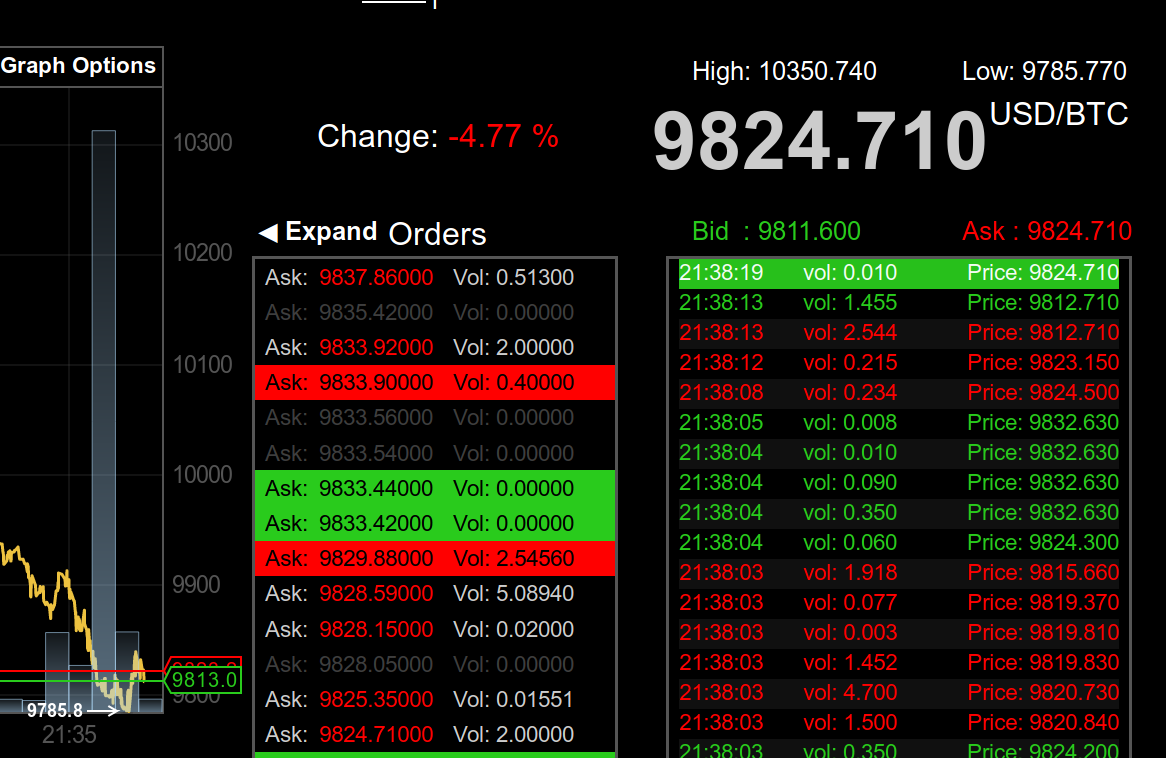 High: 10350.740 Low: 9785.770
Graph Options
9824.710 USD/BTC
Change: -4.77 %
◀ Expand Orders
Bid : 9811.600 Ask : 9824.710
10300
10200
10100
10000
9900
9800
9813.0
9785.8
21:35
Ask: 9837.86000 Vol: 0.51300
Ask: 9835.42000 Vol: 0.00000
Ask: 9833.92000 Vol: 2.00000
Ask: 9833.90000 Vol: 0.40000
Ask: 9833.56000 Vol: 0.00000
Ask: 9833.54000 Vol: 0.00000
Ask: 9833.44000 Vol: 0.00000
Ask: 9833.42000 Vol: 0.00000
Ask: 9829.88000 Vol: 2.54560
Ask: 9828.59000 Vol: 5.08940
Ask: 9828.15000 Vol: 0.02000
Ask: 9828.05000 Vol: 0.00000
Ask: 9825.35000 Vol: 0.01551
Ask: 9824.71000 Vol: 2.00000
21:38:19 vol: 0.010 Price: 9824.710
21:38:13 vol: 1.455 Price: 9812.710
21:38:13 vol: 2.544 Price: 9812.710
21:38:12 vol: 0.215 Price: 9823.150
21:38:08 vol: 0.234 Price: 9824.500
21:38:05 vol: 0.008 Price: 9832.630
21:38:04 vol: 0.010 Price: 9832.630
21:38:04 vol: 0.090 Price: 9832.630
21:38:04 vol: 0.350 Price: 9832.630
21:38:04 vol: 0.060 Price: 9824.300
21:38:03 vol: 1.918 Price: 9815.660
21:38:03 vol: 0.077 Price: 9819.370
21:38:03 vol: 0.003 Price: 9819.810
21:38:03 vol: 1.452 Price: 9819.830
21:38:03 vol: 4.700 Price: 9820.730
21:38:03 vol: 1.500 Price: 9820.840
21:38:03 vol: 0.350 Price: 9824.200